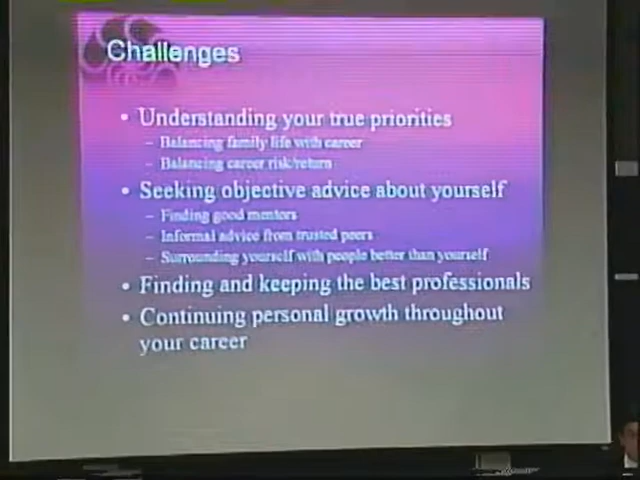 Challenges
• Understanding your true priorities
– Balancing family life with career
– Balancing career risk/return
• Seeking objective advice about yourself
– Finding good mentors
– Informal advice from trusted peers
– Surrounding yourself with people better than yourself
• Finding and keeping the best professionals
• Continuing personal growth throughout
your career